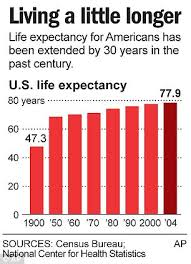 Living a little longer
Life expectancy for Americans has
been extended by 30 years in the
past century.
U.S. life expectancy
80 years
77.9
60
47.3
40
20
0
1900 '50 '60 '70 '80 '90 2000 '04
SOURCES: Census Bureau; AP
National Center for Health Statistics